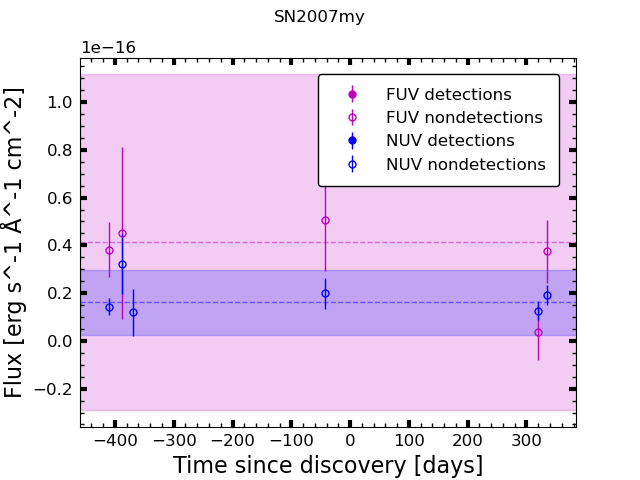 SN2007my
1e−16
FUV detections
FUV nondetections
NUV detections
NUV nondetections
1.0
0.8
0.6
0.4
0.2
0.0
−0.2
Flux [erg s^-1 Å^-1 cm^-2]
−400 −300 −200 −100 0 100 200 300
Time since discovery [days]